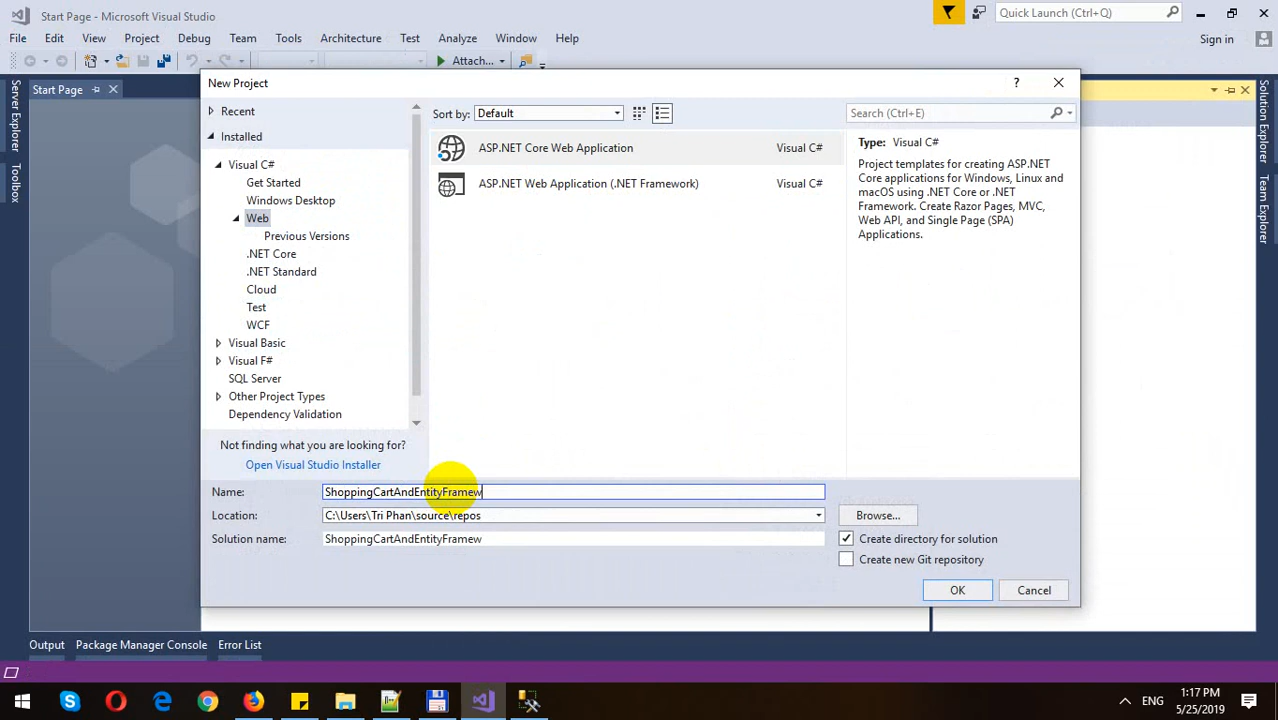 Start Page - Microsoft Visual Studio
Quick Launch (Ctrl+Q)
File Edit View Project Debug Team Tools Architecture Test Analyze Window Help
Sign in
Attach...
Server Explorer
Toolbox
Start Page
Solution Explorer
Team Explorer
New Project
?
Recent
Installed
Visual C#
Get Started
Windows Desktop
Web
Previous Versions
.NET Core
.NET Standard
Cloud
Test
WCF
Visual Basic
Visual F#
SQL Server
Other Project Types
Dependency Validation
Not finding what you are looking for?
Open Visual Studio Installer
Sort by: Default
ASP.NET Core Web Application Visual C#
ASP.NET Web Application (.NET Framework) Visual C#
Search (Ctrl+E)
Type: Visual C#
Project templates for creating ASP.NET
Core applications for Windows, Linux and
macOS using .NET Core or .NET
Framework. Create Razor Pages, MVC,
Web API, and Single Page (SPA)
Applications.
Name: ShoppingCartAndEntityFramew
Location: C:\Users\Tri Phan\source\repos
Browse...
Solution name: ShoppingCartAndEntityFramew
Create directory for solution
Create new Git repository
OK Cancel
Output Package Manager Console Error List
ENG
1:17 PM
5/25/2019